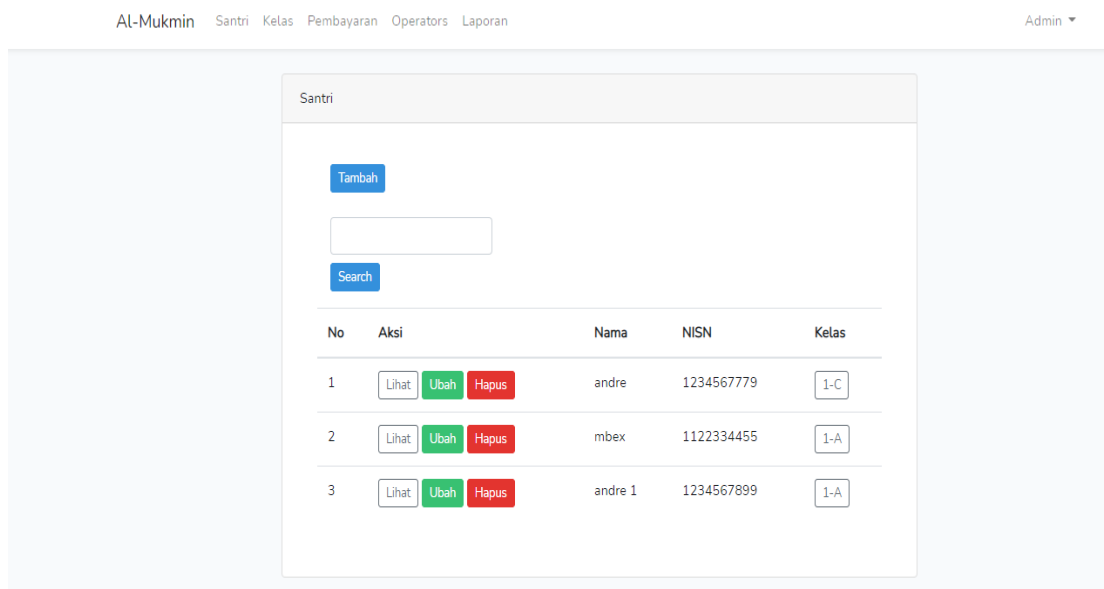 Al-Mukmin Santri Kelas Pembayaran Operators Laporan Admin
Santri
Tambah
Search
No Aksi Nama NISN Kelas
1 Lihat Ubah Hapus andre 1234567779 1-C
2 Lihat Ubah Hapus mbex 1122334455 1-A
3 Lihat Ubah Hapus andre 1 1234567899 1-A